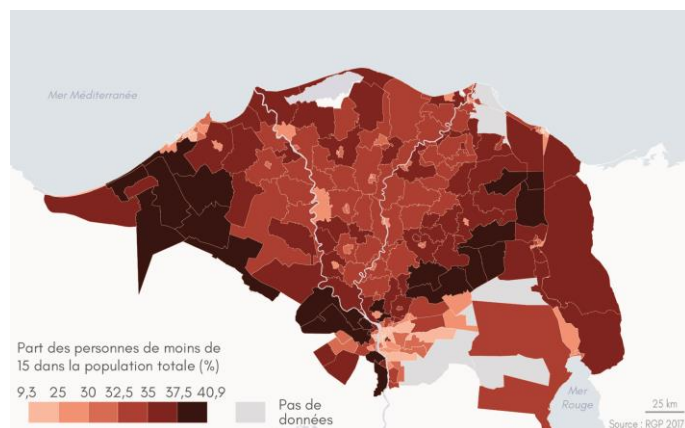 Mer Méditerranée
Part des personnes de moins de
15 dans la population totale (%)
9,3 25 30 32,5 35 37,5 40,9
Pas de
données
Mer
Rouge
25 km
Source : RGP 2017